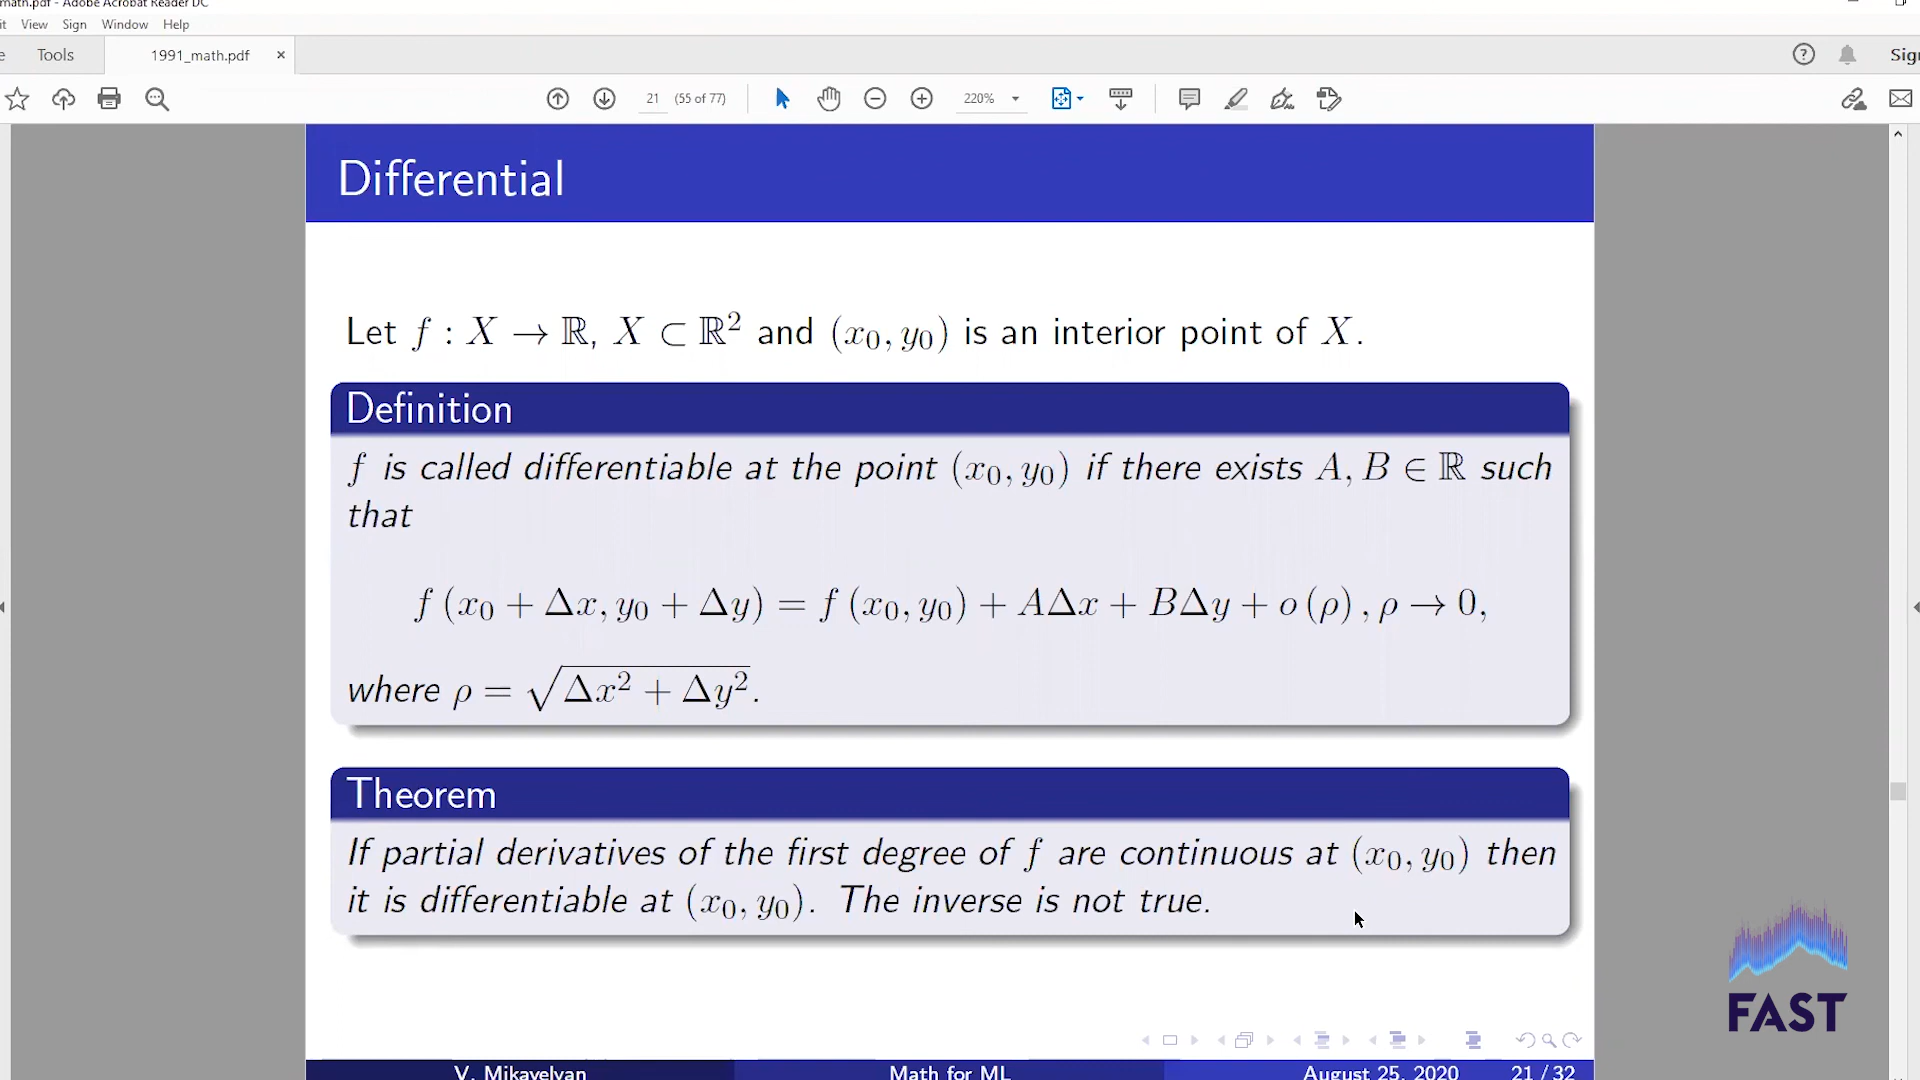 math.pdf - Adobe Acrobat Reader DC
View Sign Window Help
Tools 1991_math.pdf ×
21 (55 of 77) 220%
Differential
Let f : X → ℝ, X ⊂ ℝ² and (x₀, y₀) is an interior point of X.
Definition
f is called differentiable at the point (x₀, y₀) if there exists A, B ∈ ℝ such
that
f (x₀ + Δx, y₀ + Δy) = f (x₀, y₀) + AΔx + BΔy + o (ρ) , ρ → 0,
where ρ = √(Δx² + Δy²).
Theorem
If partial derivatives of the first degree of f are continuous at (x₀, y₀) then
it is differentiable at (x₀, y₀). The inverse is not true.
FAST
V. Mikayelyan Math for ML August 25, 2020 21 / 32